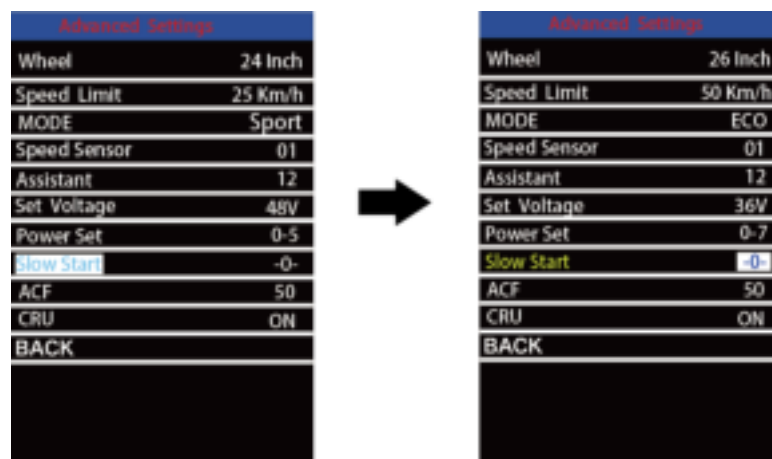 Advanced Settings
Wheel 24 Inch
Speed Limit 25 Km/h
MODE Sport
Speed Sensor 01
Assistant 12
Set Voltage 48V
Power Set 0-5
Slow Start -0-
ACF 50
CRU ON
BACK
Advanced Settings
Wheel 26 Inch
Speed Limit 50 Km/h
MODE ECO
Speed Sensor 01
Assistant 12
Set Voltage 36V
Power Set 0-7
Slow Start -0-
ACF 50
CRU ON
BACK